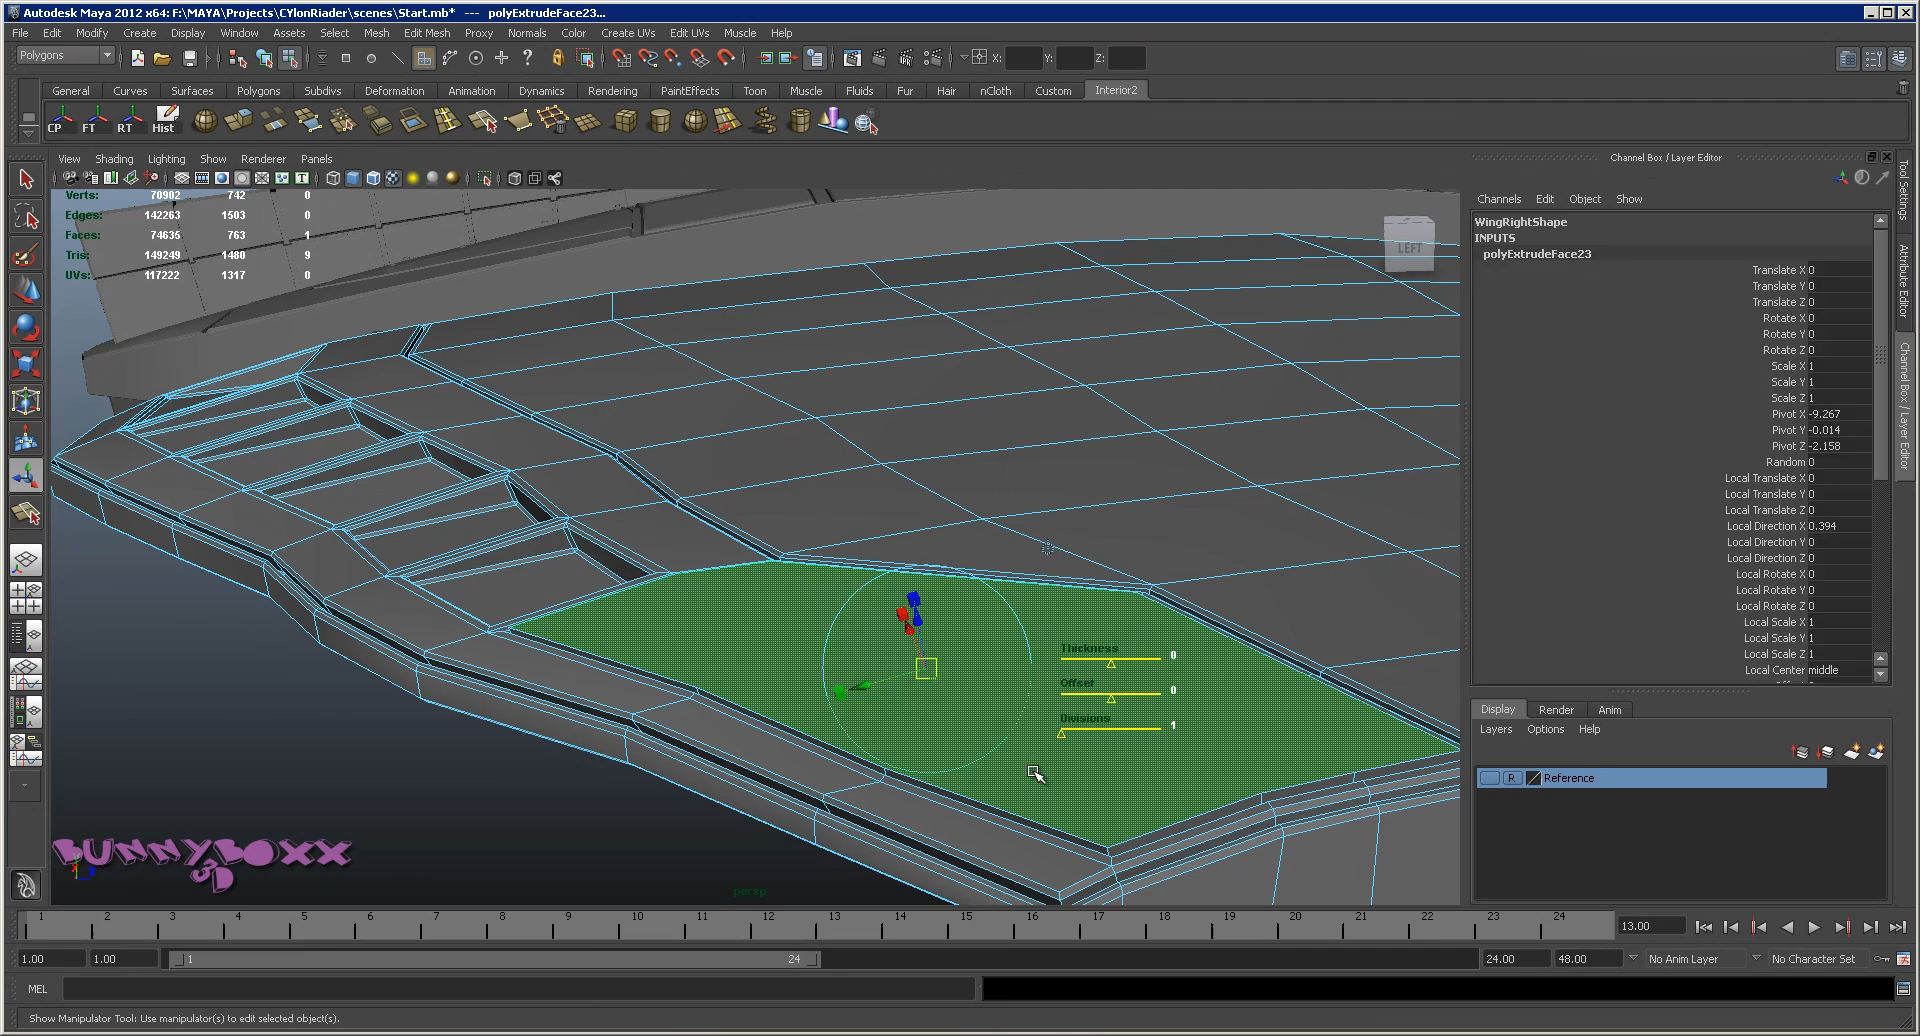 Autodesk Maya 2012 x64: F:\MAYA\Projects\CYlonRiader\scenes\Start.mb* --- polyExtrudeFace23...
File Edit Modify Create Display Window Assets Select Mesh Edit Mesh Proxy Normals Color Create UVs Edit UVs Muscle Help
Polygons X: Y: Z:
General Curves Surfaces Polygons Subdivs Deformation Animation Dynamics Rendering PaintEffects Toon Muscle Fluids Fur Hair nCloth Custom Interior2
CP FT RT Hist
View Shading Lighting Show Renderer Panels
Verts: 70902 742 0
Edges: 142263 1503 0
Faces: 74635 763 1
Tris: 149249 1480 9
UVs: 117222 1317 0
LEFT
Thickness 0
Offset 0
Divisions 1
BUNNYBOXX
3D
persp
Channel Box / Layer Editor
Channels Edit Object Show
WingRightShape
INPUTS
polyExtrudeFace23
Translate X 0
Translate Y 0
Translate Z 0
Rotate X 0
Rotate Y 0
Rotate Z 0
Scale X 1
Scale Y 1
Scale Z 1
Pivot X -9.267
Pivot Y -0.014
Pivot Z -2.158
Random 0
Local Translate X 0
Local Translate Y 0
Local Translate Z 0
Local Direction X 0.394
Local Direction Y 0
Local Direction Z 0
Local Rotate X 0
Local Rotate Y 0
Local Rotate Z 0
Local Scale X 1
Local Scale Y 1
Local Scale Z 1
Local Center middle
Tool Settings
Attribute Editor
Channel Box / Layer Editor
Display Render Anim
Layers Options Help
R Reference
1 2 3 4 5 6 7 8 9 10 11 12 13 14 15 16 17 18 19 20 21 22 23 24
13.00
1.00 1.00 1 24 24.00 48.00 No Anim Layer No Character Set
MEL
Show Manipulator Tool: Use manipulator(s) to edit selected object(s).